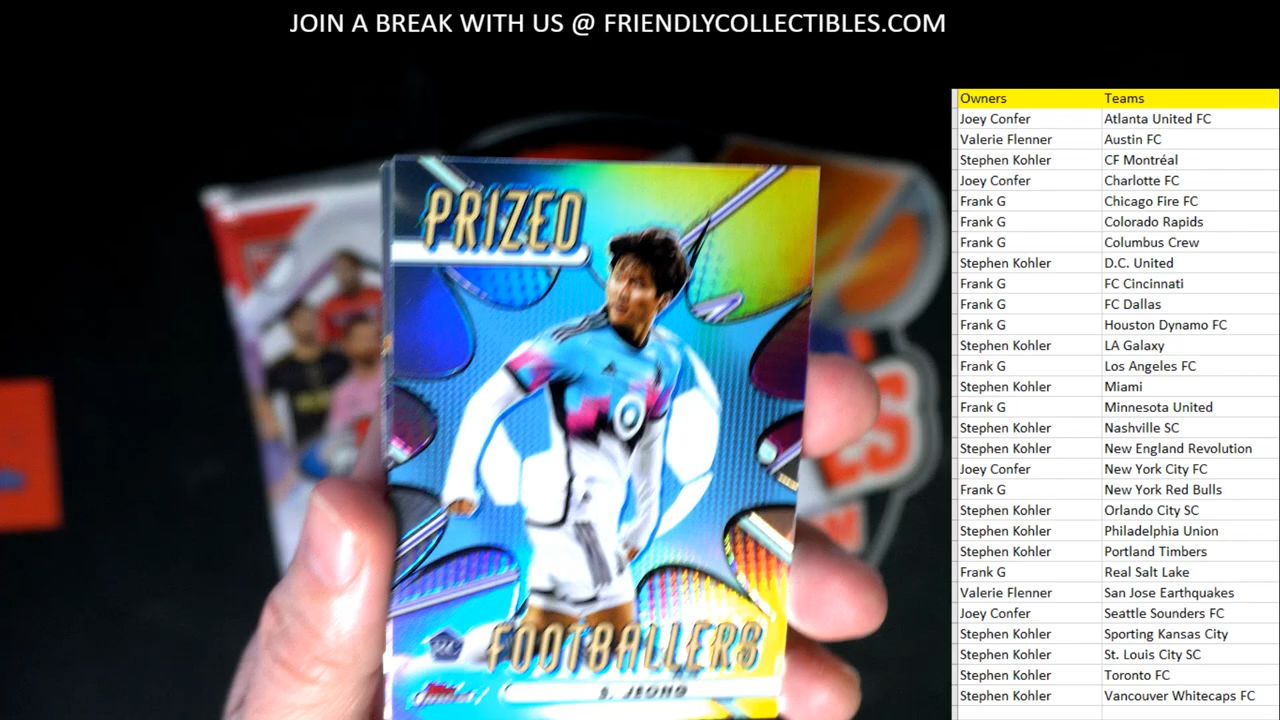 JOIN A BREAK WITH US @ FRIENDLYCOLLECTIBLES.COM
PRIZED
FOOTBALLERS
S. JEONG
Owners Teams
Joey Confer Atlanta United FC
Valerie Flenner Austin FC
Stephen Kohler CF Montréal
Joey Confer Charlotte FC
Frank G Chicago Fire FC
Frank G Colorado Rapids
Frank G Columbus Crew
Stephen Kohler D.C. United
Frank G FC Cincinnati
Frank G FC Dallas
Frank G Houston Dynamo FC
Stephen Kohler LA Galaxy
Frank G Los Angeles FC
Stephen Kohler Miami
Frank G Minnesota United
Stephen Kohler Nashville SC
Stephen Kohler New England Revolution
Joey Confer New York City FC
Frank G New York Red Bulls
Stephen Kohler Orlando City SC
Stephen Kohler Philadelphia Union
Stephen Kohler Portland Timbers
Frank G Real Salt Lake
Valerie Flenner San Jose Earthquakes
Joey Confer Seattle Sounders FC
Stephen Kohler Sporting Kansas City
Stephen Kohler St. Louis City SC
Stephen Kohler Toronto FC
Stephen Kohler Vancouver Whitecaps FC